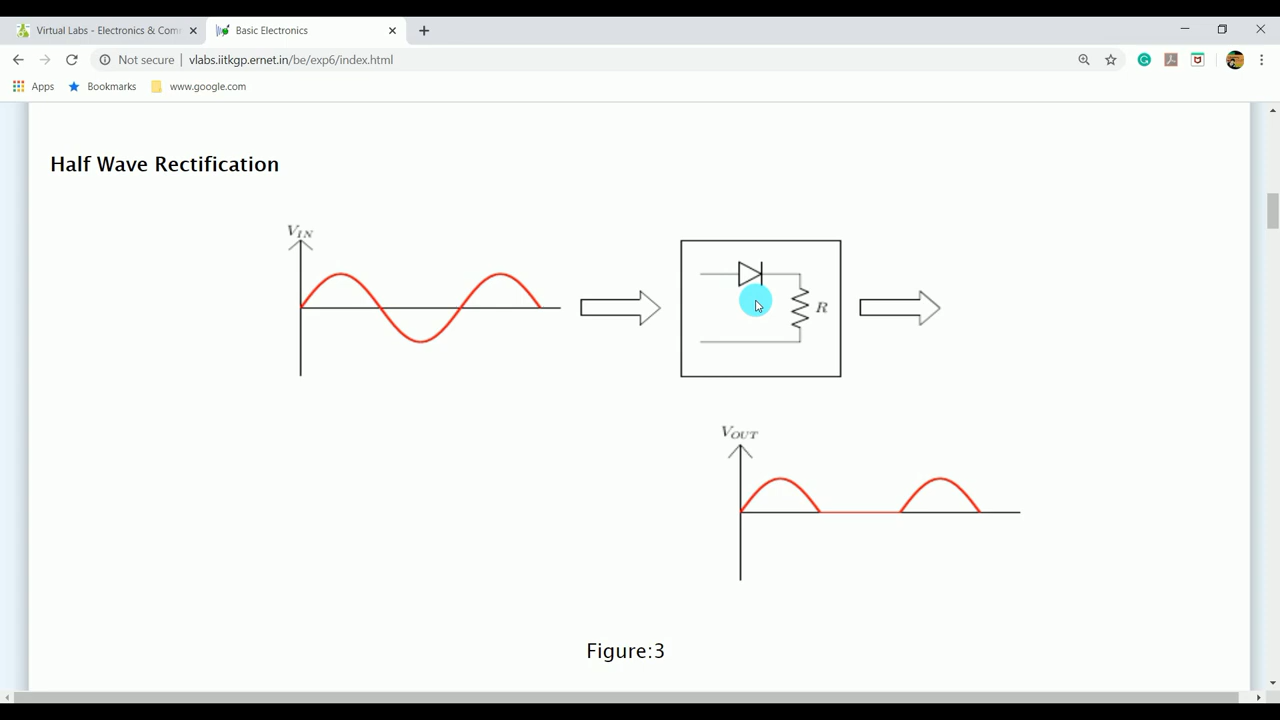 Virtual Labs - Electronics & Com
Basic Electronics
Not secure | vlabs.iitkgp.ernet.in/be/exp6/index.html
Apps
Bookmarks
www.google.com
Half Wave Rectification
VIN
R
VOUT
Figure:3